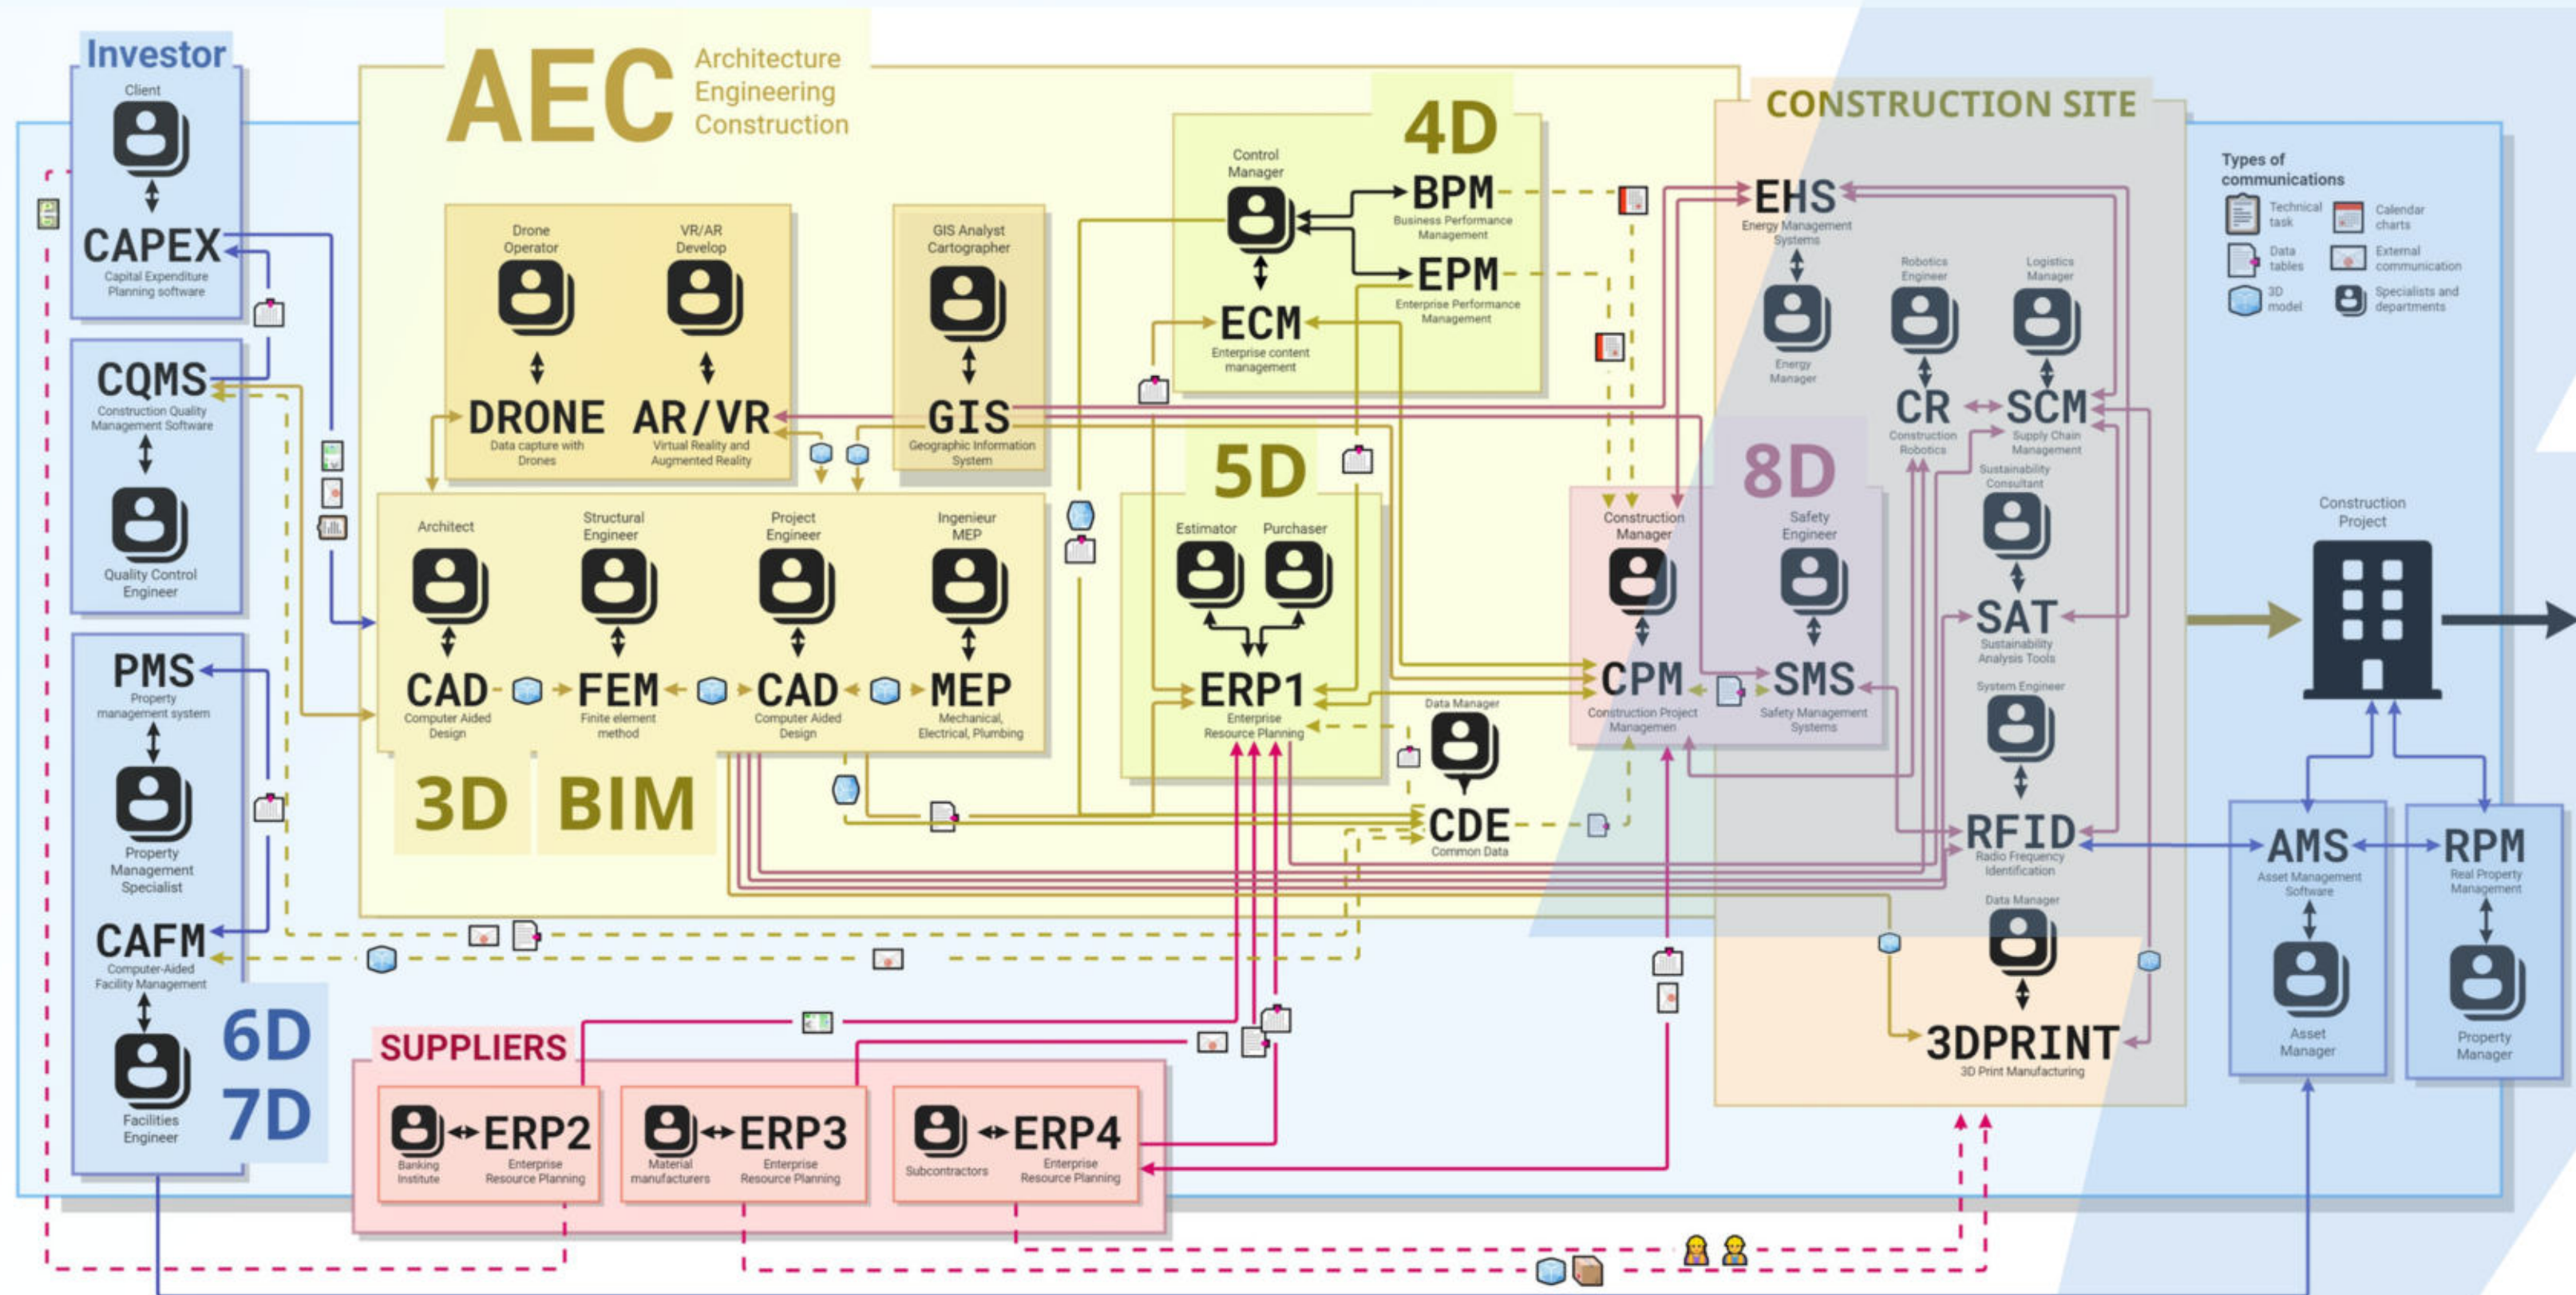 Investor
Client
CAPEX
Capital Expenditure
Planning software
CQMS
Construction Quality
Management Software
Quality Control
Engineer
PMS
Property
management system
Property
Management
Specialist
CAFM
Computer-Aided
Facility Management
Facilities
Engineer
6D
7D
AEC
Architecture
Engineering
Construction
Drone
Operator
DRONE
Data capture with
Drones
VR/AR
Develop
AR/VR
Virtual Reality and
Augmented Reality
GIS Analyst
Cartographer
GIS
Geographic Information
System
Architect
CAD
Computer Aided
Design
Structural
Engineer
FEM
Finite element
method
Project
Engineer
CAD
Computer Aided
Design
Ingenieur
MEP
MEP
Mechanical,
Electrical, Plumbing
3D
BIM
4D
Control
Manager
BPM
Business Performance
Management
EPM
Enterprise Performance
Management
ECM
Enterprise content
management
5D
Estimator
Purchaser
ERP1
Enterprise
Resource Planning
Data Manager
CDE
Common Data
8D
Construction
Manager
CPM
Construction Project
Managemen
Safety
Engineer
SMS
Safety Management
Systems
CONSTRUCTION SITE
EHS
Energy Management
Systems
Energy
Manager
Robotics
Engineer
CR
Construction
Robotics
Logistics
Manager
SCM
Supply Chain
Management
Sustainability
Consultant
SAT
Sustainability
Analysis Tools
System Engineer
RFID
Radio Frequency
Identification
Data Manager
3DPRINT
3D Print Manufacturing
SUPPLIERS
Banking
Institute
ERP2
Enterprise
Resource Planning
Material
manufacturers
ERP3
Enterprise
Resource Planning
Subcontractors
ERP4
Enterprise
Resource Planning
Types of
communications
Technical
task
Calendar
charts
Data
tables
External
communication
3D
model
Specialists and
departments
Construction
Project
AMS
Asset Management
Software
Asset
Manager
RPM
Real Property
Management
Property
Manager